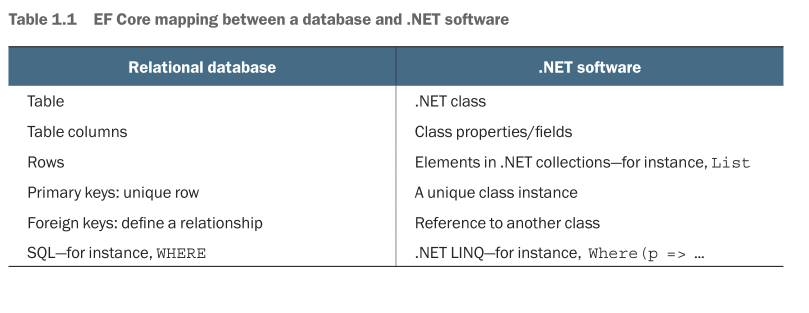 Table 1.1 EF Core mapping between a database and .NET software
Relational database .NET software
Table .NET class
Table columns Class properties/fields
Rows Elements in .NET collections—for instance, List
Primary keys: unique row A unique class instance
Foreign keys: define a relationship Reference to another class
SQL—for instance, WHERE .NET LINQ—for instance, Where(p => …